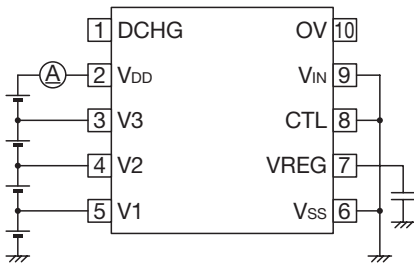 1 DCHG OV 10
A 2 VDD VIN 9
3 V3 CTL 8
4 V2 VREG 7
5 V1 VSS 6